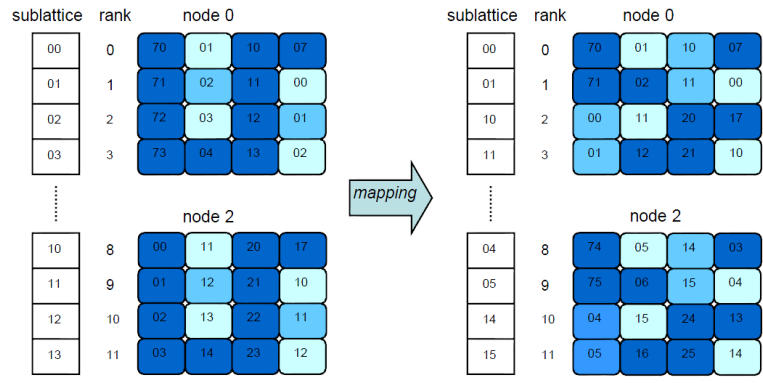 sublattice rank node 0
00 0 70 01 10 07
01 1 71 02 11 00
02 2 72 03 12 01
03 3 73 04 13 02
node 2
10 8 00 11 20 17
11 9 01 12 21 10
12 10 02 13 22 11
13 11 03 14 23 12
mapping
sublattice rank node 0
00 0 70 01 10 07
01 1 71 02 11 00
10 2 00 11 20 17
11 3 01 12 21 10
node 2
04 8 74 05 14 03
05 9 75 06 15 04
14 10 04 15 24 13
15 11 05 16 25 14